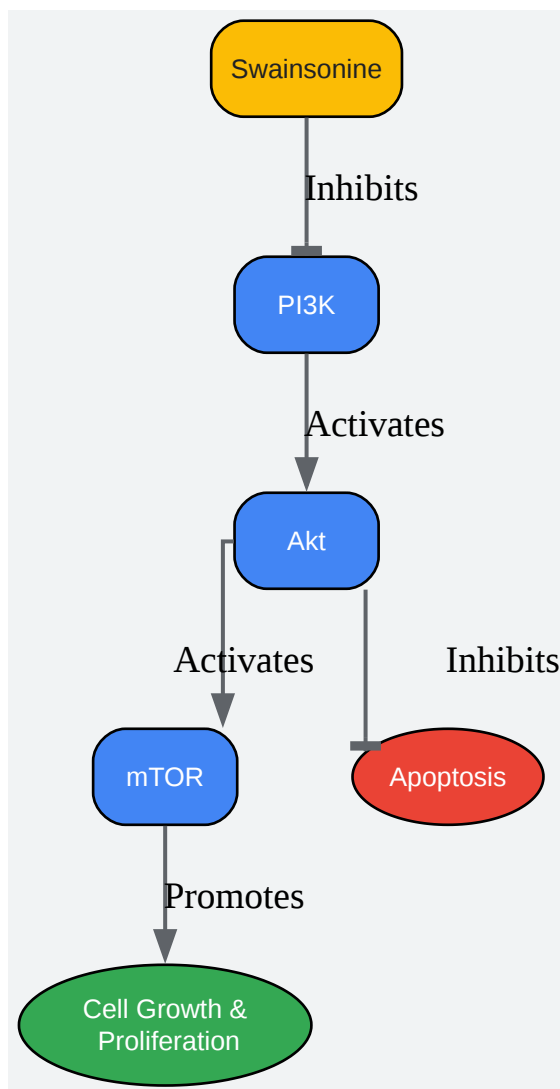 Swainsonine
Inhibits
PI3K
Activates
Akt
Activates
Inhibits
mTOR
Apoptosis
Promotes
Cell Growth &
Proliferation